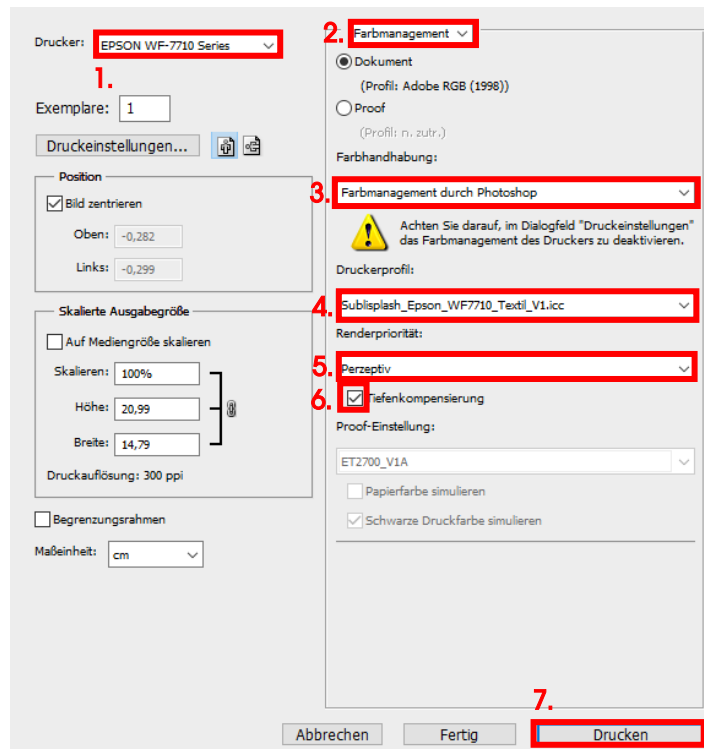 Drucker: EPSON WF-7710 Series
1.
Exemplare: 1
Druckeinstellungen...
Position
Bild zentrieren
Oben: -0,282
Links: -0,299
Skalierte Ausgabegröße
Auf Mediengröße skalieren
Skalieren: 100%
Höhe: 20,99
Breite: 14,79
Druckauflösung: 300 ppi
Begrenzungsrahmen
Maßeinheit: cm
2. Farbmanagement
Dokument
(Profil: Adobe RGB (1998))
Proof
(Profil: n. zutr.)
Farbhandhabung:
3. Farbmanagement durch Photoshop
Achten Sie darauf, im Dialogfeld "Druckeinstellungen"
das Farbmanagement des Druckers zu deaktivieren.
Druckerprofil:
4. Sublisplash_Epson_WF7710_Textil_V1.icc
Renderpriorität:
5. Perzeptiv
6. Tiefenkompensierung
Proof-Einstellung:
ET2700_V1A
Papierfarbe simulieren
Schwarze Druckfarbe simulieren
7.
Abbrechen Fertig Drucken